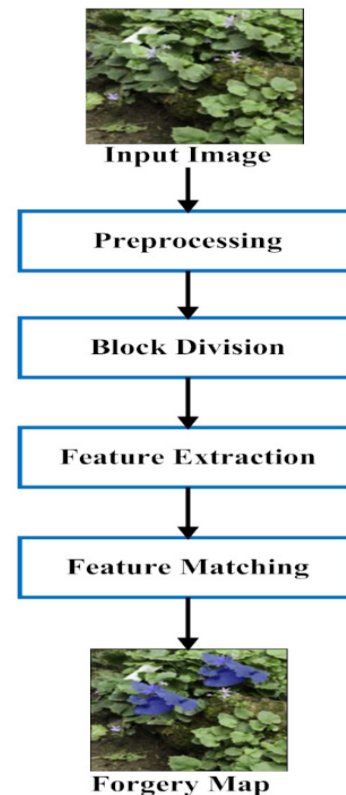 Input Image
Preprocessing
Block Division
Feature Extraction
Feature Matching
Forgery Map